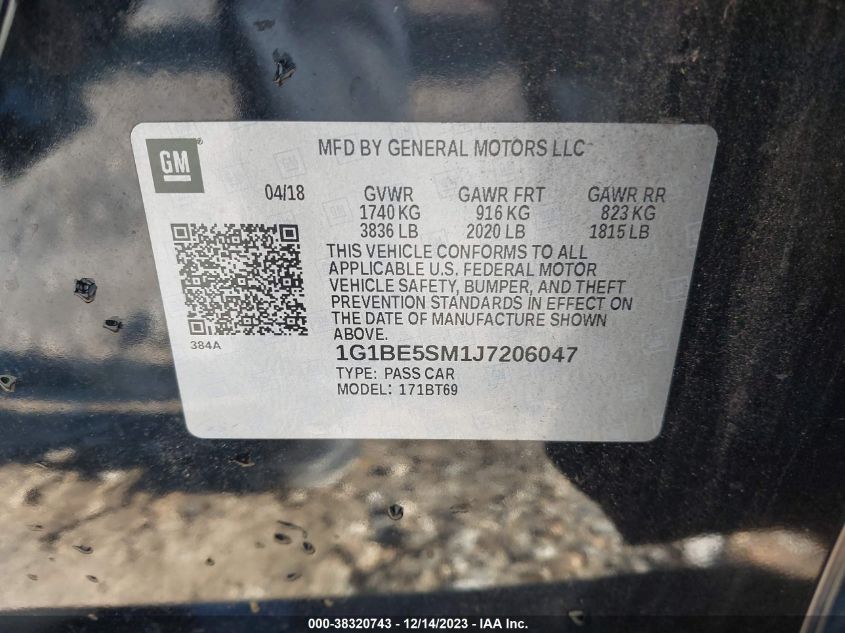 GM
MFD BY GENERAL MOTORS LLC
04/18 GVWR GAWR FRT GAWR RR
1740 KG 916 KG 823 KG
3836 LB 2020 LB 1815 LB
THIS VEHICLE CONFORMS TO ALL
APPLICABLE U.S. FEDERAL MOTOR
VEHICLE SAFETY, BUMPER, AND THEFT
PREVENTION STANDARDS IN EFFECT ON
THE DATE OF MANUFACTURE SHOWN
ABOVE.
384A
1G1BE5SM1J7206047
TYPE: PASS CAR
MODEL: 171BT69
000-38320743 - 12/14/2023 - IAA Inc.